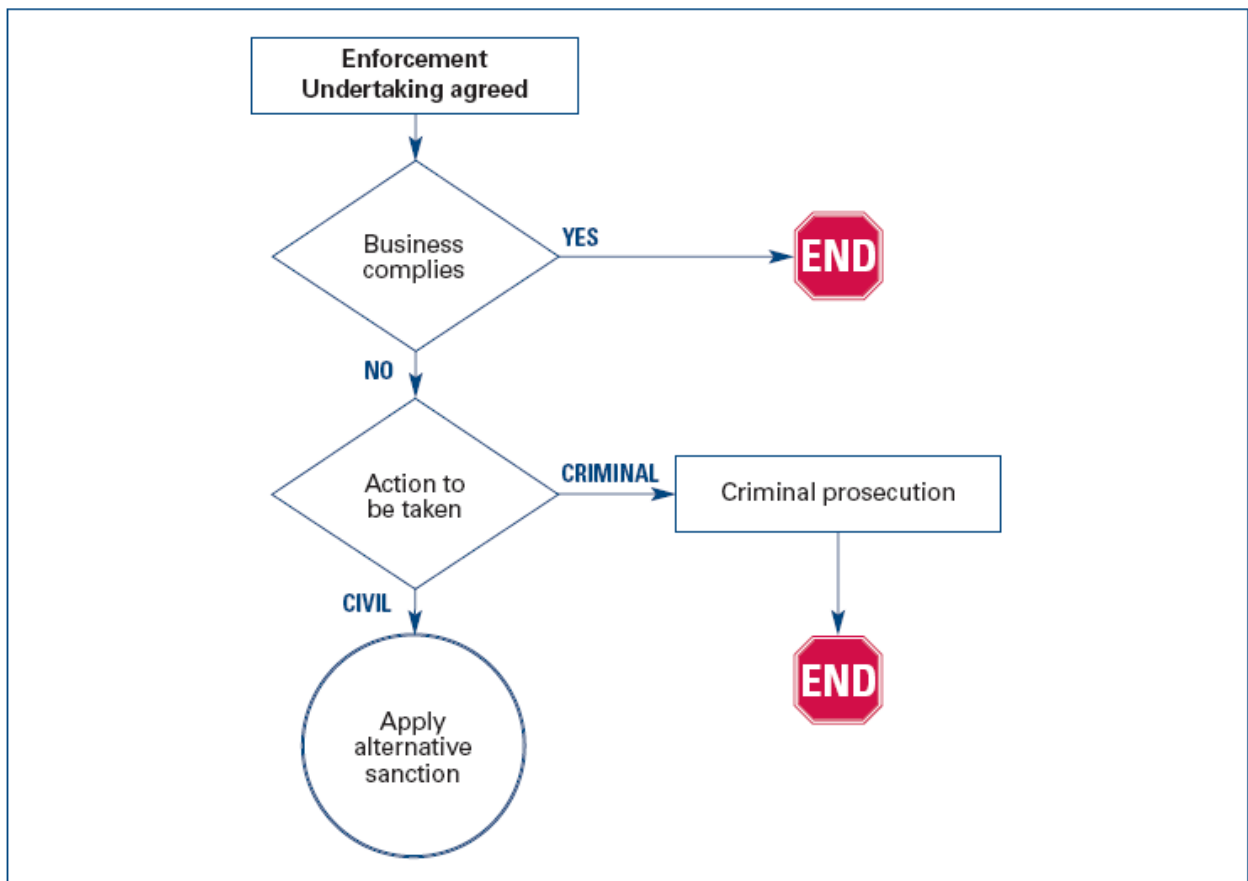 Enforcement
Undertaking agreed
Business
complies
YES
END
NO
Action to
be taken
CRIMINAL
Criminal prosecution
CIVIL
END
Apply
alternative
sanction